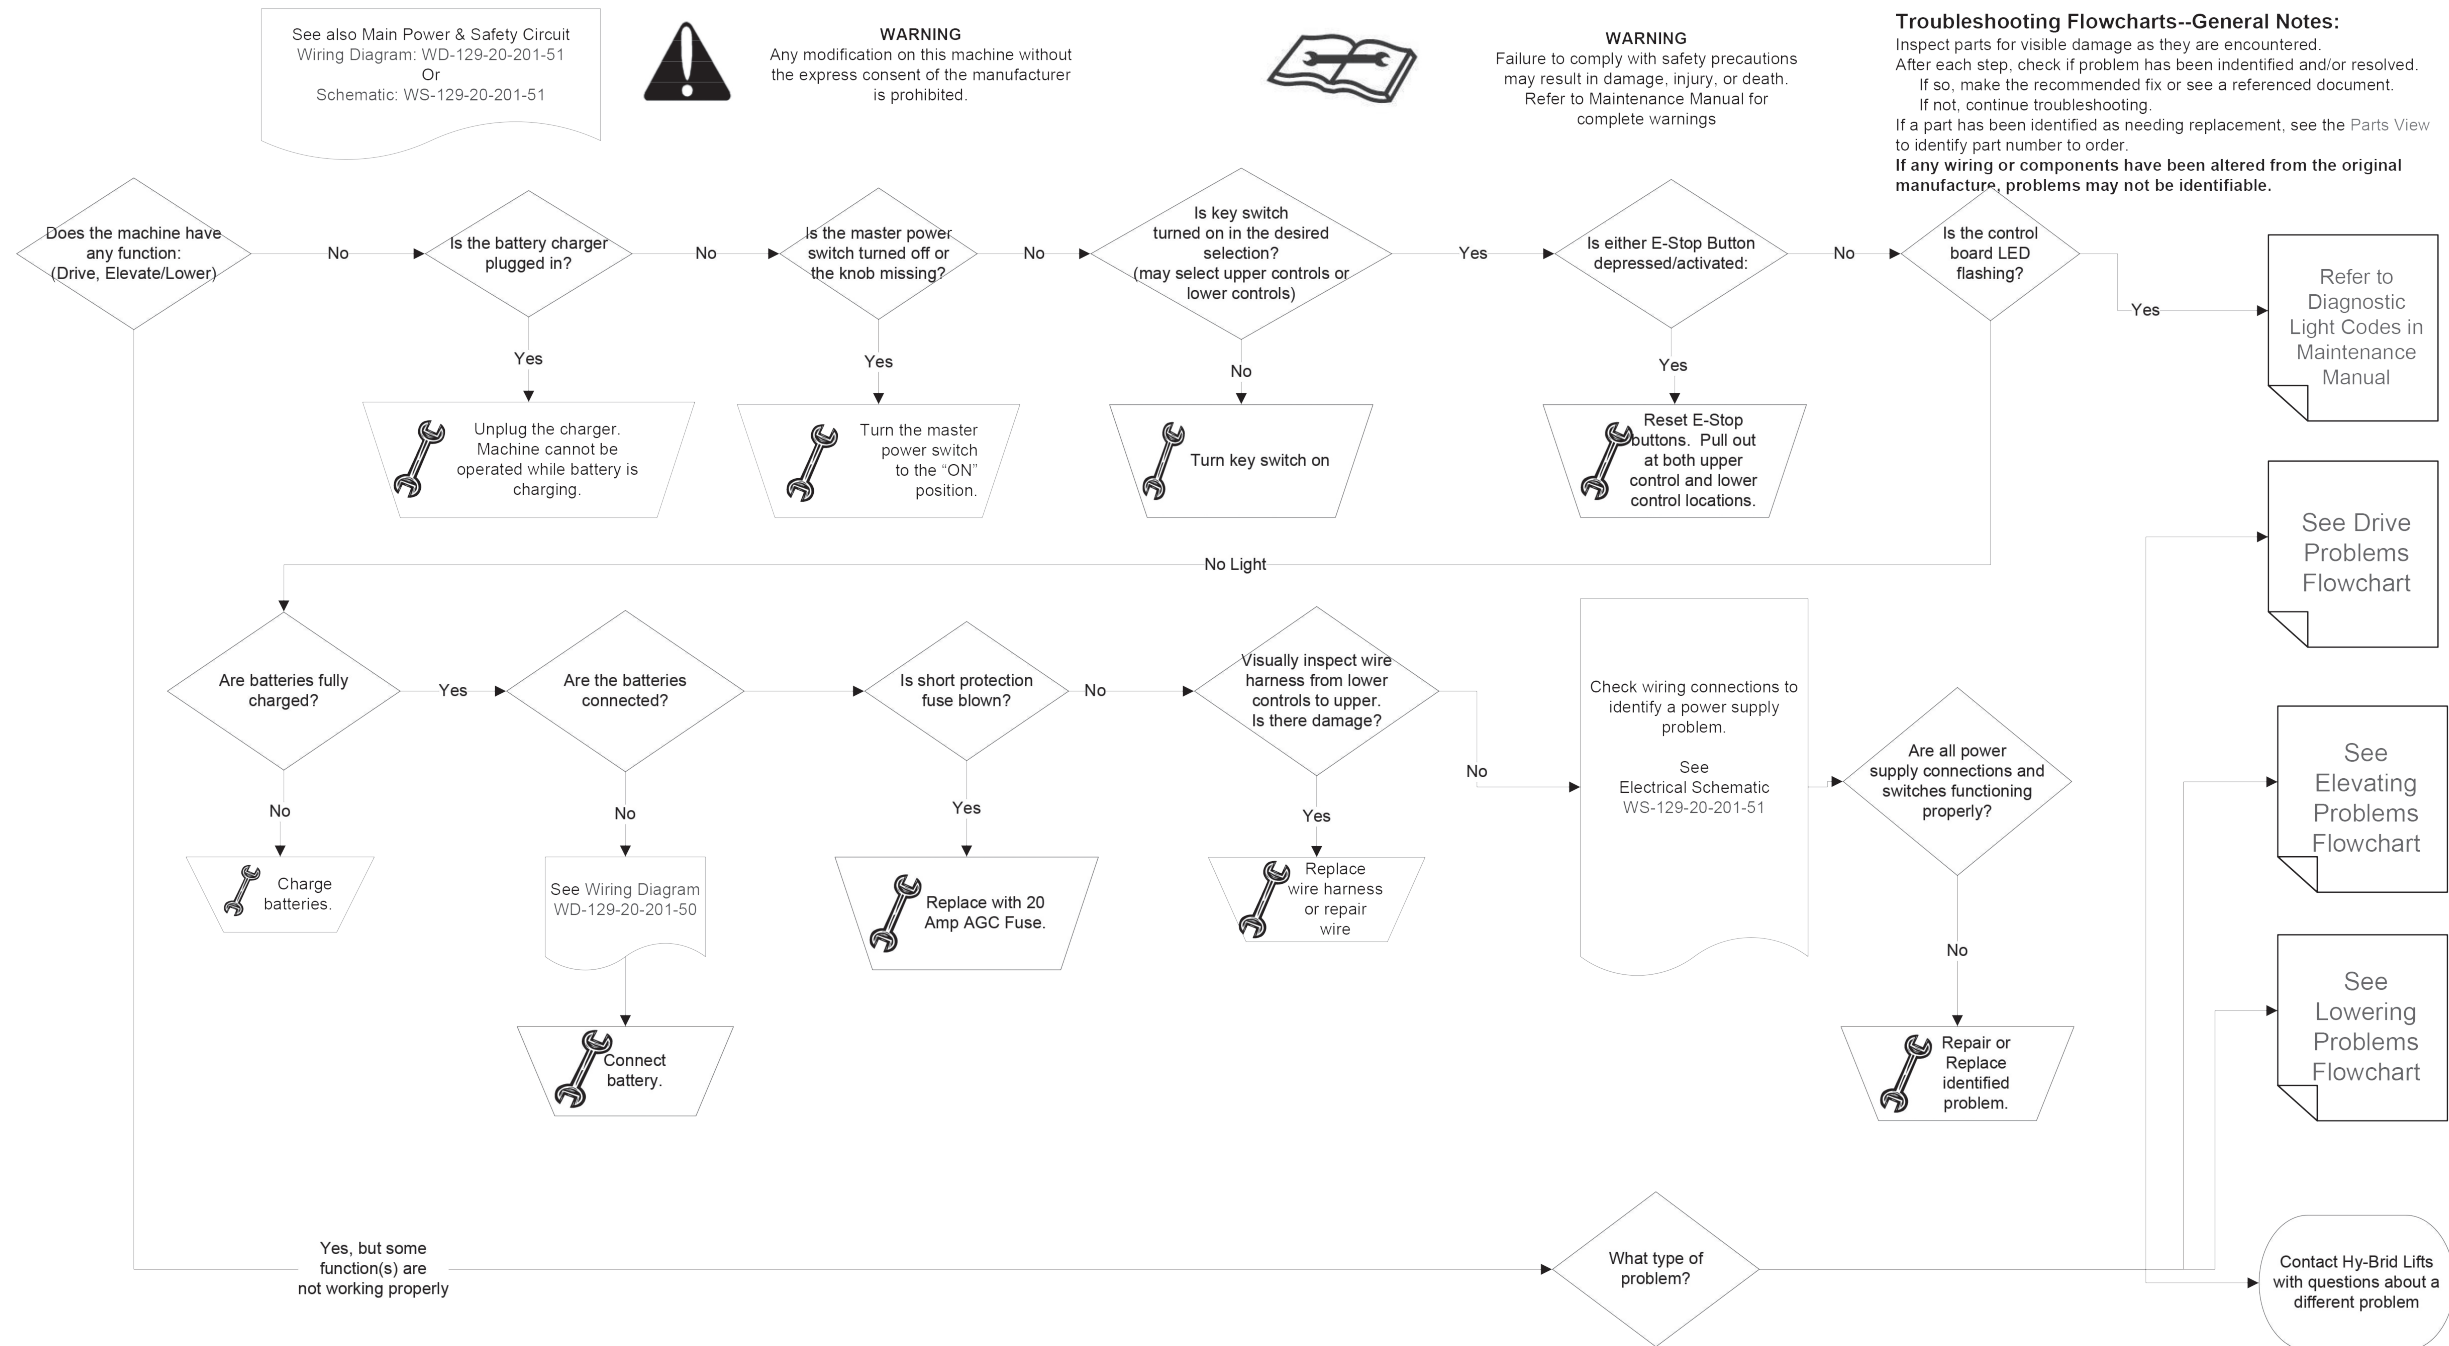 See also Main Power & Safety Circuit
Wiring Diagram: WD-129-20-201-51
Or
Schematic: WS-129-20-201-51
WARNING
Any modification on this machine without
the express consent of the manufacturer
is prohibited.
WARNING
Failure to comply with safety precautions
may result in damage, injury, or death.
Refer to Maintenance Manual for
complete warnings
Troubleshooting Flowcharts--General Notes:
Inspect parts for visible damage as they are encountered.
After each step, check if problem has been indentified and/or resolved.
If so, make the recommended fix or see a referenced document.
If not, continue troubleshooting.
If a part has been identified as needing replacement, see the Parts View
to identify part number to order.
If any wiring or components have been altered from the original
manufacture, problems may not be identifiable.
Does the machine have
any function:
(Drive, Elevate/Lower)
No
Is the battery charger
plugged in?
No
Is the master power
switch turned off or
the knob missing?
No
Is key switch
turned on in the desired
selection?
(may select upper controls or
lower controls)
Yes
Is either E-Stop Button
depressed/activated:
No
Is the control
board LED
flashing?
Yes
Refer to
Diagnostic
Light Codes in
Maintenance
Manual
Yes
Yes
No
Yes
Unplug the charger.
Machine cannot be
operated while battery is
charging.
Turn the master
power switch
to the “ON”
position.
Turn key switch on
Reset E-Stop
buttons.  Pull out
at both upper
control and lower
control locations.
See Drive
Problems
Flowchart
No Light
Are batteries fully
charged?
Yes
Are the batteries
connected?
Is short protection
fuse blown?
No
Visually inspect wire
harness from lower
controls to upper.
Is there damage?
No
Check wiring connections to
identify a power supply
problem.
See
Electrical Schematic
WS-129-20-201-51
Are all power
supply connections and
switches functioning
properly?
See
Elevating
Problems
Flowchart
No
No
Yes
Yes
Charge
batteries.
See Wiring Diagram
WD-129-20-201-50
Replace with 20
Amp AGC Fuse.
Replace
wire harness
or repair
wire
No
See
Lowering
Problems
Flowchart
Connect
battery.
Repair or
Replace
identified
problem.
Yes, but some
function(s) are
not working properly
What type of
problem?
Contact Hy-Brid Lifts
with questions about a
different problem